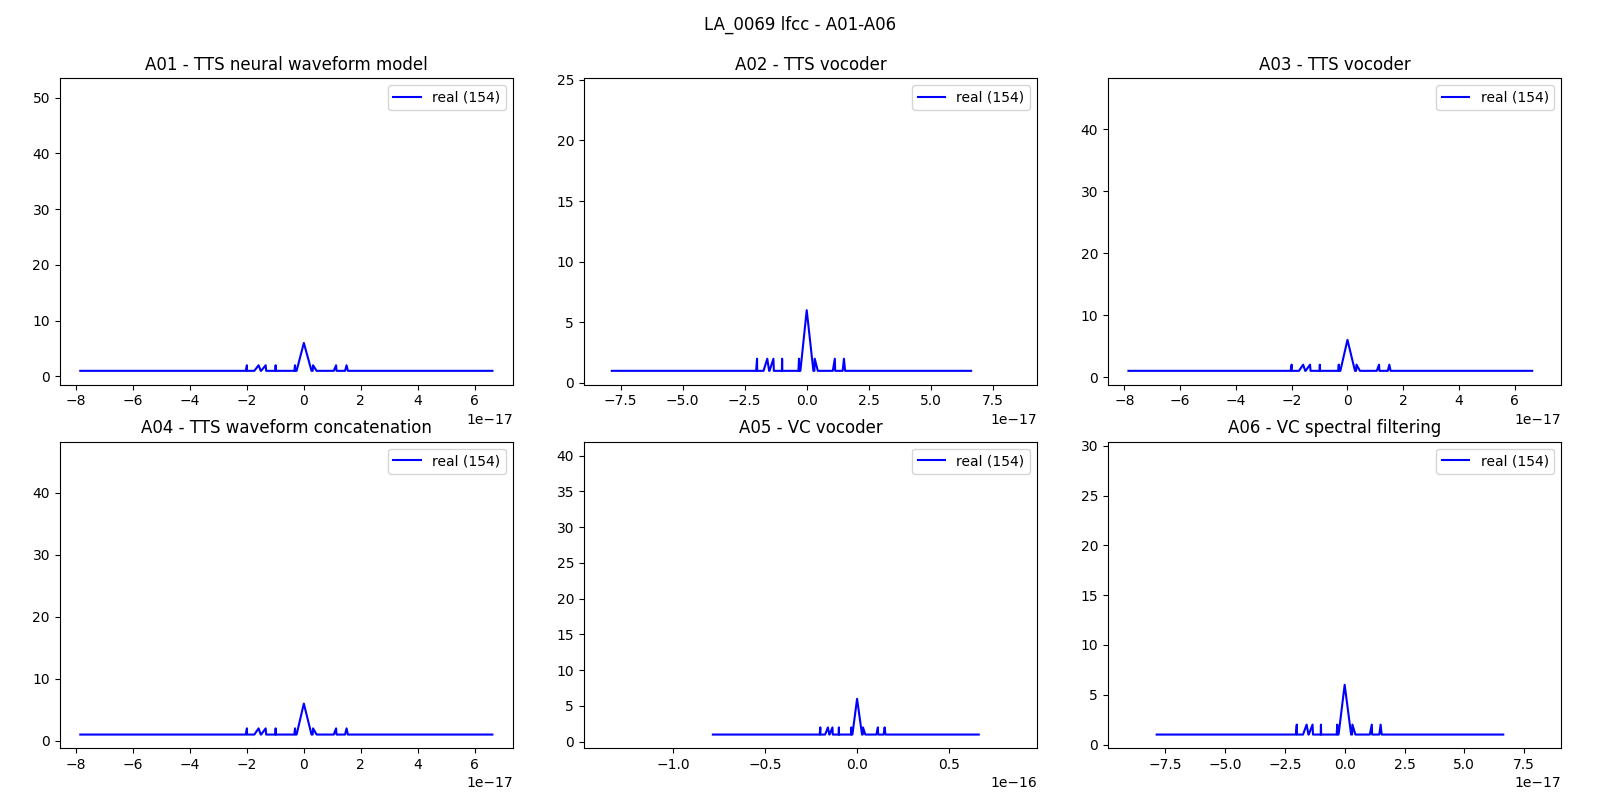 LA_0069 lfcc - A01-A06
A01 - TTS neural waveform model
real (154)
50
40
30
20
10
0
−8 −6 −4 −2 0 2 4 6
1e−17
A02 - TTS vocoder
real (154)
25
20
15
10
5
0
−7.5 −5.0 −2.5 0.0 2.5 5.0 7.5
1e−17
A03 - TTS vocoder
real (154)
40
30
20
10
0
−8 −6 −4 −2 0 2 4 6
1e−17
A04 - TTS waveform concatenation
real (154)
40
30
20
10
0
−8 −6 −4 −2 0 2 4 6
1e−17
A05 - VC vocoder
real (154)
40
35
30
25
20
15
10
5
0
−1.0 −0.5 0.0 0.5
1e−16
A06 - VC spectral filtering
real (154)
30
25
20
15
10
5
0
−7.5 −5.0 −2.5 0.0 2.5 5.0 7.5
1e−17